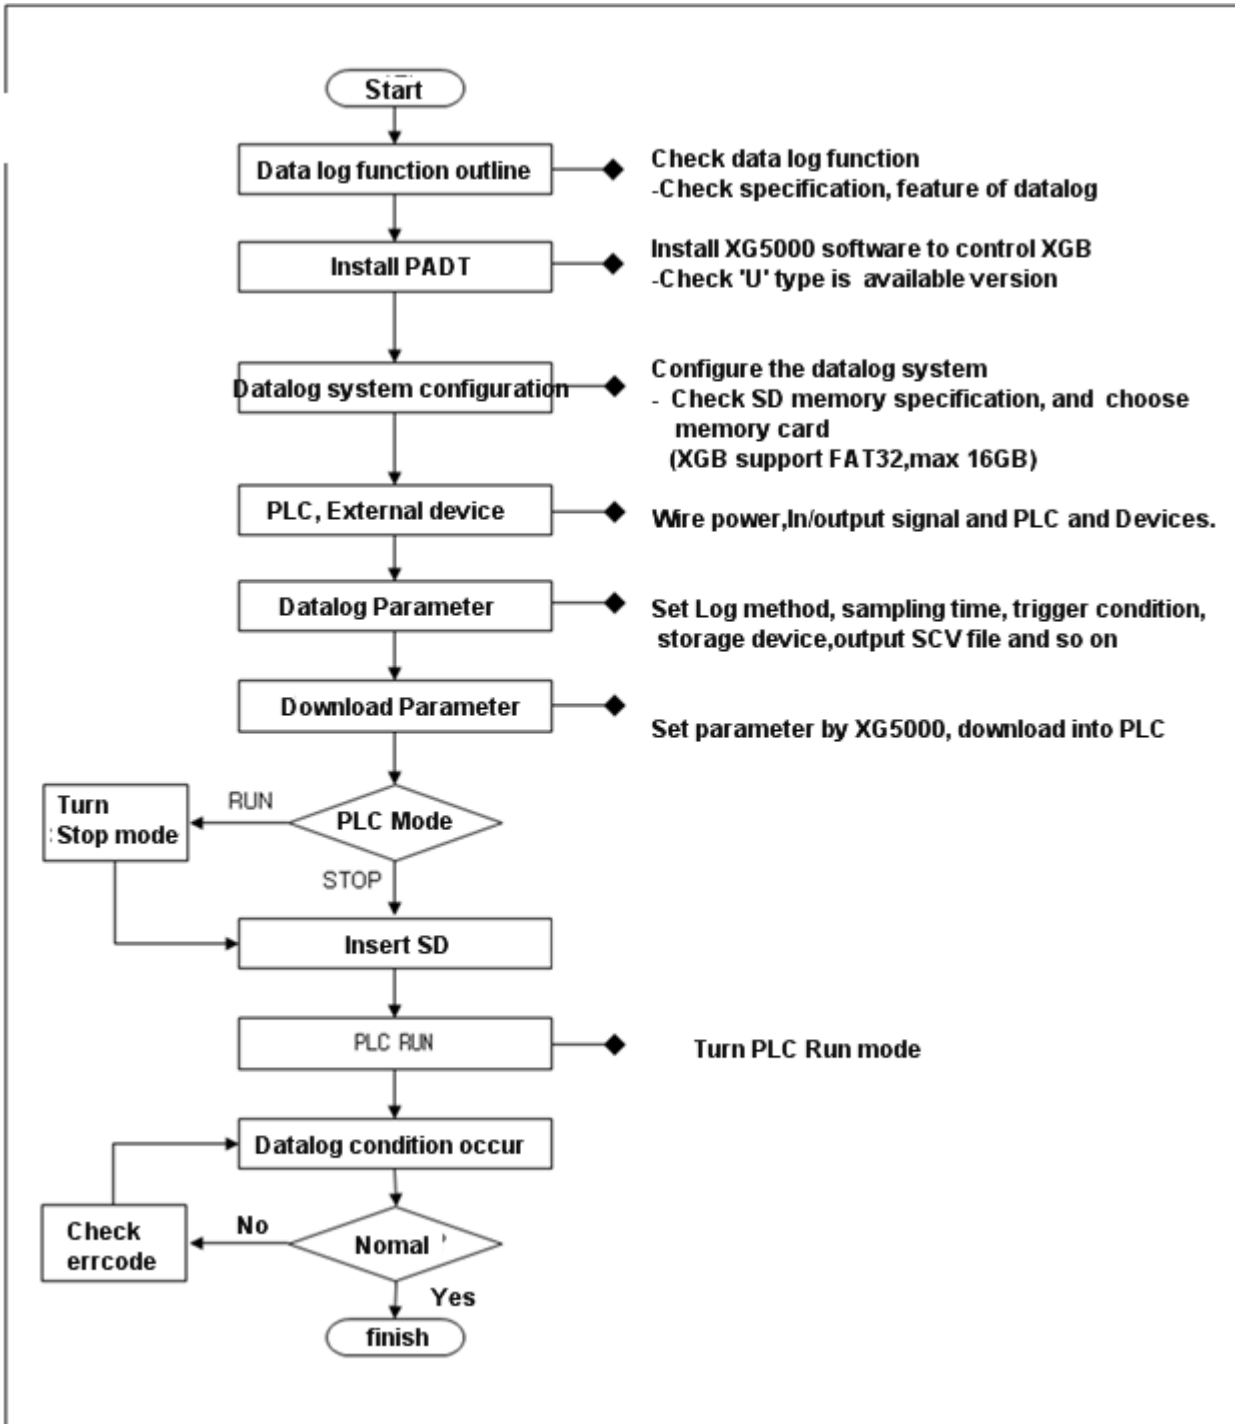 Start
Data log function outline
Check data log function
-Check specification, feature of datalog
Install PADT
Install XG5000 software to control XGB
-Check 'U' type is available version
Datalog system configuration
Configure the datalog system
- Check SD memory specification, and choose
memory card
(XGB support FAT32,max 16GB)
PLC, External device
Wire power,In/output signal and PLC and Devices.
Datalog Parameter
Set Log method, sampling time, trigger condition,
storage device,output SCV file and so on
Download Parameter
Set parameter by XG5000, download into PLC
PLC Mode
RUN
Turn
Stop mode
STOP
Insert SD
PLC RUN
Turn PLC Run mode
Datalog condition occur
Nomal
No
Check
errcode
Yes
finish